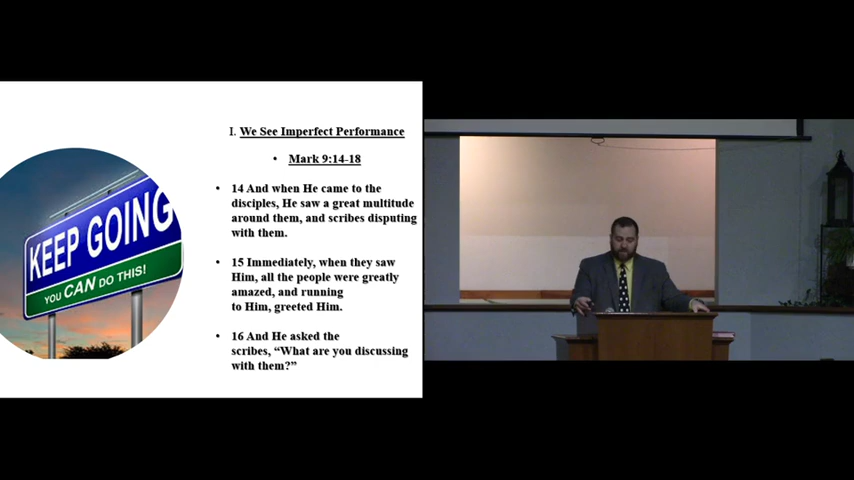 KEEP GOING
YOU CAN DO THIS!
I. We See Imperfect Performance
• Mark 9:14-18
• 14 And when He came to the
disciples, He saw a great multitude
around them, and scribes disputing
with them.
• 15 Immediately, when they saw
Him, all the people were greatly
amazed, and running
to Him, greeted Him.
• 16 And He asked the
scribes, “What are you discussing
with them?”